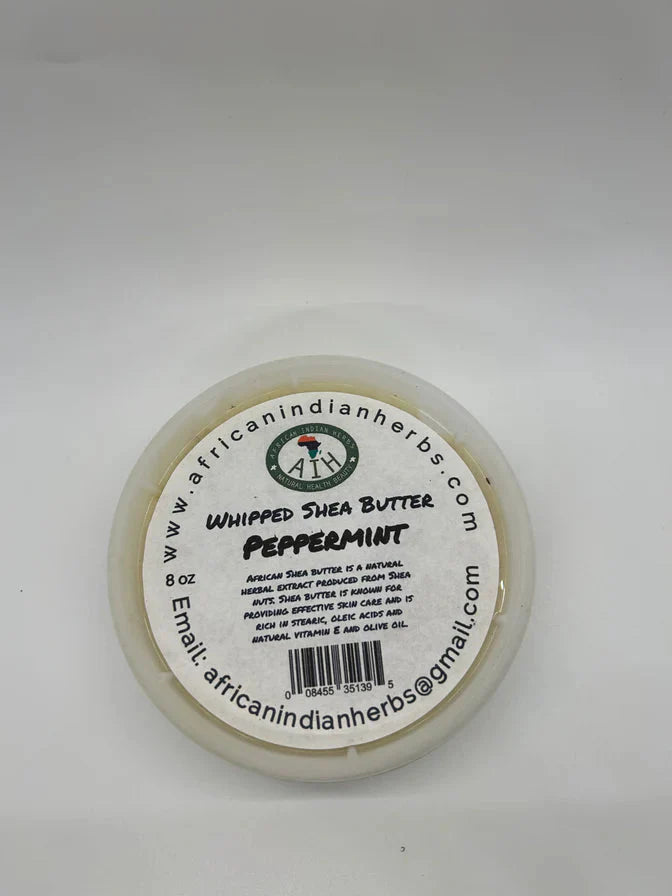 www.africanindianherbs.com
AFRICAN INDIAN HERBS
AIH
NATURAL HEALTH BEAUTY
WHIPPED SHEA BUTTER
PEPPERMINT
8 OZ
AFRICAN SHEA BUTTER IS A NATURAL
HERBAL EXTRACT PRODUCED FROM SHEA
NUTS. SHEA BUTTER IS KNOWN FOR
PROVIDING EFFECTIVE SKIN CARE AND IS
RICH IN STEARIC, OLEIC ACIDS AND
NATURAL VITAMIN E AND OLIVE OIL
0 08455 35139 5
Email: africanindianherbs@gmail.com